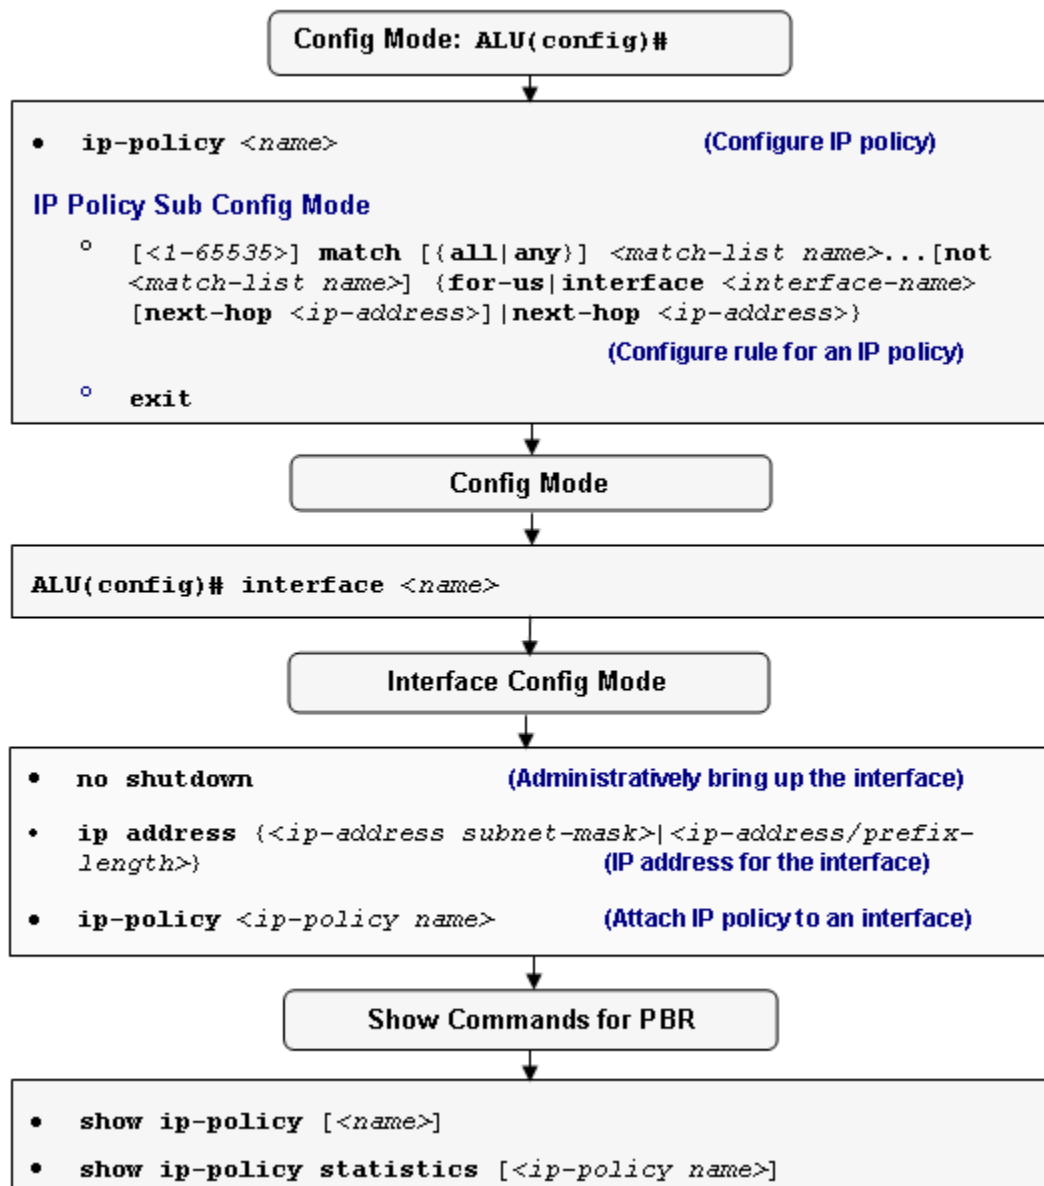 Config Mode: ALU(config)#
• ip-policy <name> (Configure IP policy)
IP Policy Sub Config Mode
○ [<1-65535>] match [{all|any}] <match-list name>...[not
<match-list name>] {for-us|interface <interface-name>
[next-hop <ip-address>]|next-hop <ip-address>}
(Configure rule for an IP policy)
○ exit
Config Mode
ALU(config)# interface <name>
Interface Config Mode
• no shutdown (Administratively bring up the interface)
• ip address {<ip-address subnet-mask>|<ip-address/prefix-
length>} (IP address for the interface)
• ip-policy <ip-policy name> (Attach IP policy to an interface)
Show Commands for PBR
• show ip-policy [<name>]
• show ip-policy statistics [<ip-policy name>]